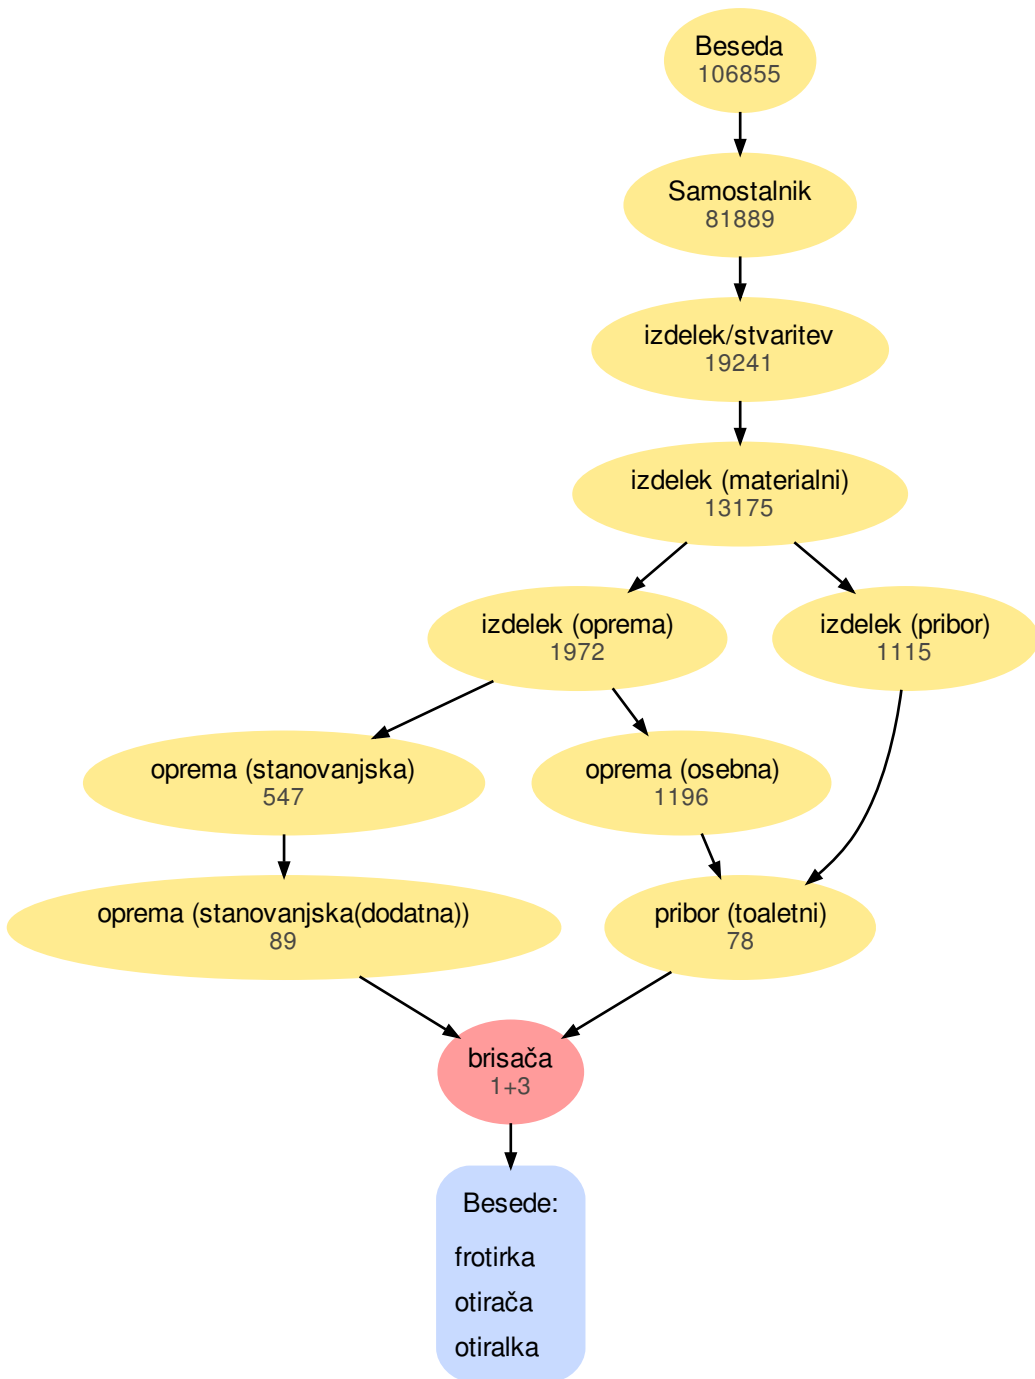 Beseda
106855
Samostalnik
81889
izdelek/stvaritev
19241
izdelek (materialni)
13175
izdelek (oprema)
1972
izdelek (pribor)
1115
oprema (stanovanjska)
547
oprema (osebna)
1196
oprema (stanovanjska(dodatna))
89
pribor (toaletni)
78
brisača
1+3
Besede:
frotirka
otirača
otiralka